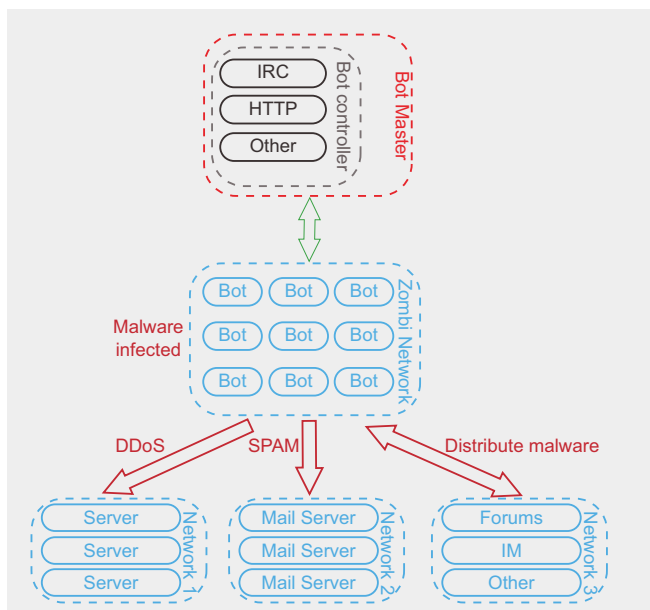 IRC
HTTP
Other
Bot controller
Bot Master
Bot Bot Bot
Bot Bot Bot
Bot Bot Bot
Zombi Network
Malware
infected
DDoS
SPAM
Distribute malware
Server
Server
Server
Network 1
Mail Server
Mail Server
Mail Server
Network 2
Forums
IM
Other
Network 3